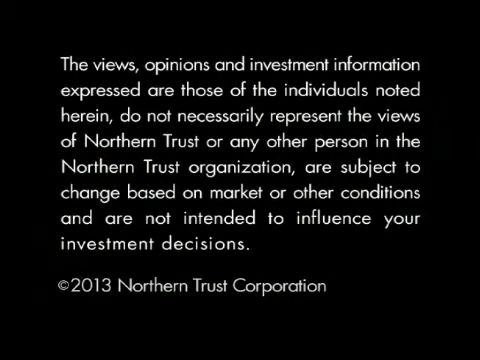 The views, opinions and investment information
expressed are those of the individuals noted
herein, do not necessarily represent the views
of Northern Trust or any other person in the
Northern Trust organization, are subject to
change based on market or other conditions
and are not intended to influence your
investment decisions.
©2013 Northern Trust Corporation